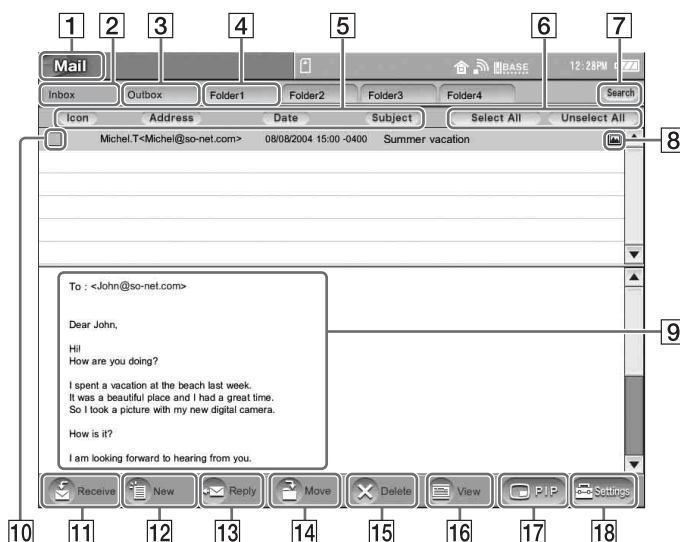 1 2 3 4 5 6 7
Mail BASE 12:28PM
Inbox Outbox Folder1 Folder2 Folder3 Folder4 Search
Icon Address Date Subject Select All Unselect All
Michel.T<Michel@so-net.com> 08/08/2004 15:00 -0400 Summer vacation
8
To : <John@so-net.com>
Dear John,
9
Hi!
How are you doing?
I spent a vacation at the beach last week.
It was a beautiful place and I had a great time.
So I took a picture with my new digital camera.
How is it?
I am looking forward to hearing from you.
Receive New Reply Move Delete View PIP Settings
10 11 12 13 14 15 16 17 18